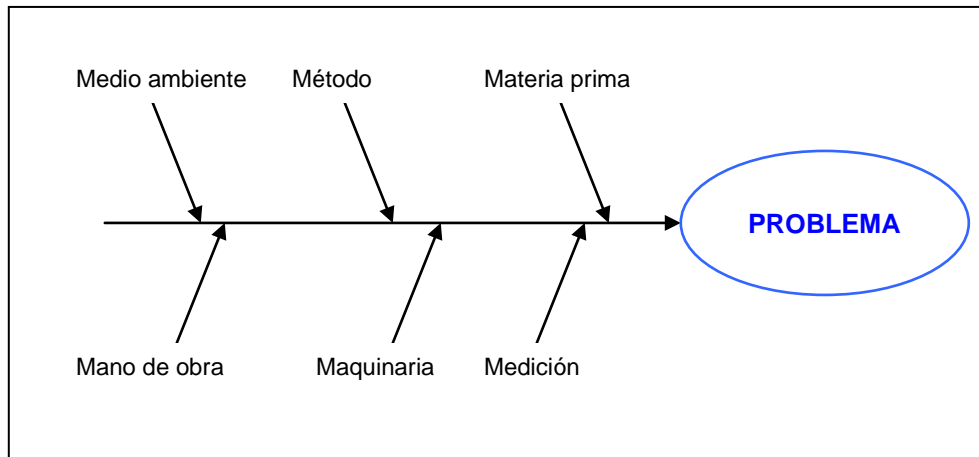 Medio ambiente
Método
Materia prima
PROBLEMA
Mano de obra
Maquinaria
Medición